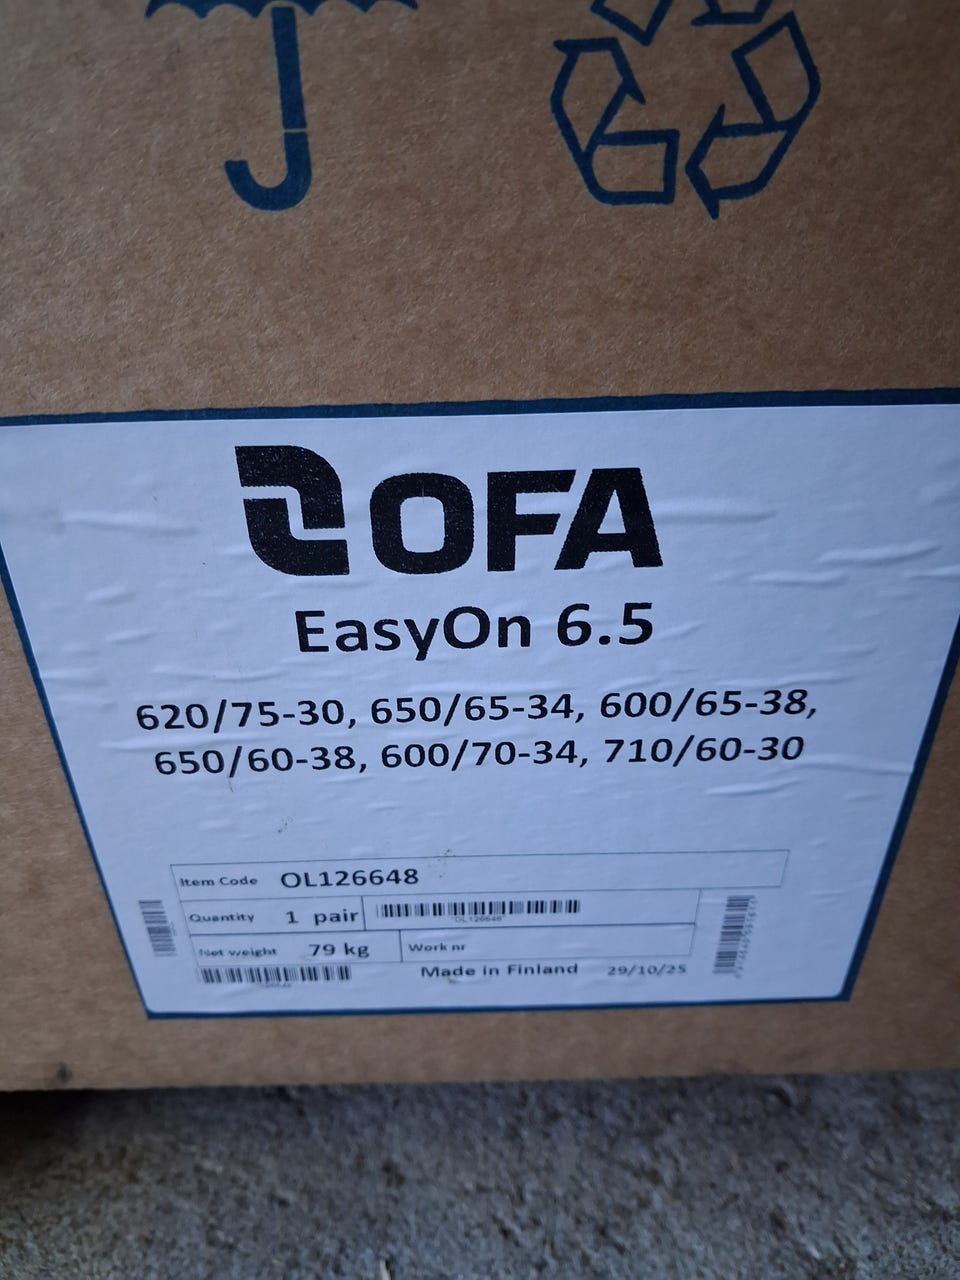 OFA
EasyOn 6.5
620/75-30, 650/65-34, 600/65-38,
650/60-38, 600/70-34, 710/60-30
Item Code OL126648
Quantity 1 pair
OL126648
Net weight 79 kg Work nr
Made in Finland 29/10/25